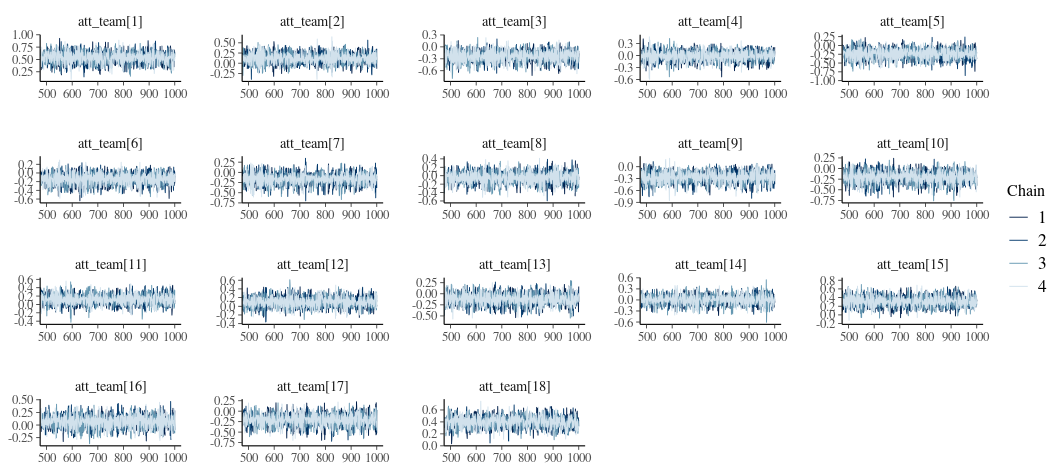 att_team[1] att_team[2] att_team[3] att_team[4] att_team[5]
1.00 0.75 0.50 0.25
0.50 0.25 0.00 -0.25
0.3 0.0 -0.3 -0.6
0.3 0.0 -0.3 -0.6
0.25 0.00 -0.25 -0.50 -0.75 -1.00
500 600 700 800 900 1000 500 600 700 800 900 1000 500 600 700 800 900 1000 500 600 700 800 900 1000 500 600 700 800 900 1000
att_team[6] att_team[7] att_team[8] att_team[9] att_team[10]
0.2 0.0 -0.2 -0.4 -0.6
0.25 0.00 -0.25 -0.50 -0.75
0.4 0.2 0.0 -0.2 -0.4 -0.6
0.0 -0.3 -0.6 -0.9
0.25 0.00 -0.25 -0.50 -0.75
500 600 700 800 900 1000 500 600 700 800 900 1000 500 600 700 800 900 1000 500 600 700 800 900 1000 500 600 700 800 900 1000
att_team[11] att_team[12] att_team[13] att_team[14] att_team[15]
0.6 0.4 0.2 0.0 -0.2 -0.4
0.6 0.4 0.2 0.0 -0.2 -0.4
0.25 0.00 -0.25 -0.50
0.6 0.3 0.0 -0.3 -0.6
0.8 0.6 0.4 0.2 0.0 -0.2
500 600 700 800 900 1000 500 600 700 800 900 1000 500 600 700 800 900 1000 500 600 700 800 900 1000 500 600 700 800 900 1000
att_team[16] att_team[17] att_team[18]
0.50 0.25 0.00 -0.25
0.25 0.00 -0.25 -0.50 -0.75
0.6 0.4 0.2 0.0
500 600 700 800 900 1000 500 600 700 800 900 1000 500 600 700 800 900 1000
Chain
1
2
3
4